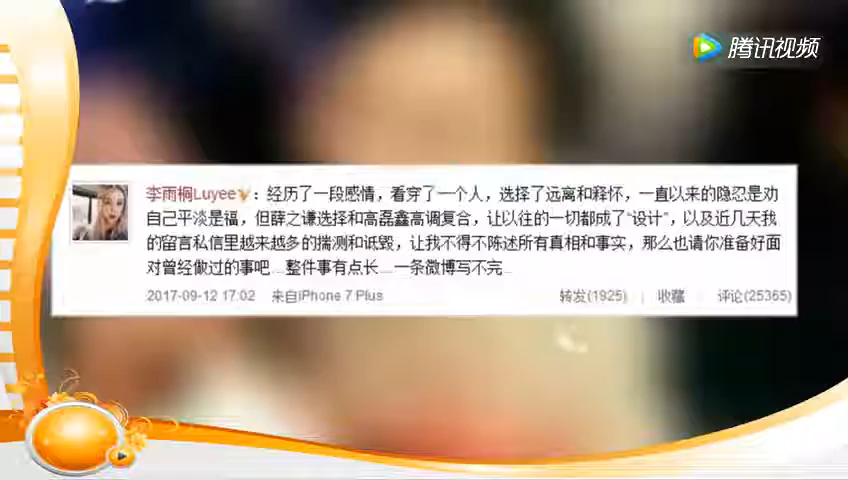 腾讯视频
李雨桐Luyee：经历了一段感情，看穿了一个人，选择了远离和释怀，一直以来的隐忍是劝
自己平淡是福，但薛之谦选择和高磊鑫高调复合，让以往的一切都成了“设计”，以及近几天我
的留言私信里越来越多的揣测和诋毁，让我不得不陈述所有真相和事实，那么也请你准备好面
对曾经做过的事吧...整件事有点长...一条微博写不完...
2017-09-12 17:02 来自iPhone 7 Plus 转发(1925) | 收藏 | 评论(25365)